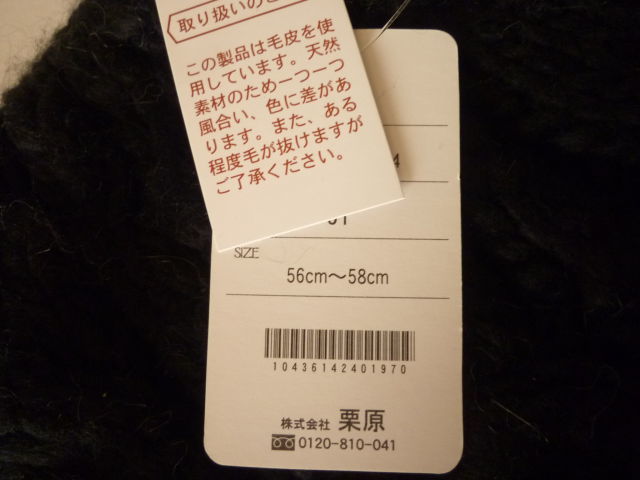 取り扱いのご
この製品は毛皮を使
用しています。天然
素材のため一つ一つ
風合い、色に差があ
ります。また、ある
程度毛が抜けますが
ご了承ください。
4
01
SIZE
56cm～58cm
10436142401970
株式会社 栗原
0120-810-041